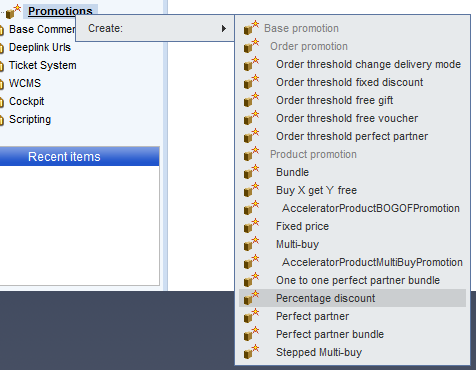 Promotions
Base Commer
Deeplink Urls
Ticket System
WCMS
Cockpit
Scripting
Recent items
Create:
Base promotion
Order promotion
Order threshold change delivery mode
Order threshold fixed discount
Order threshold free gift
Order threshold free voucher
Order threshold perfect partner
Product promotion
Bundle
Buy X get Y free
AcceleratorProductBOGOFPromotion
Fixed price
Multi-buy
AcceleratorProductMultiBuyPromotion
One to one perfect partner bundle
Percentage discount
Perfect partner
Perfect partner bundle
Stepped Multi-buy